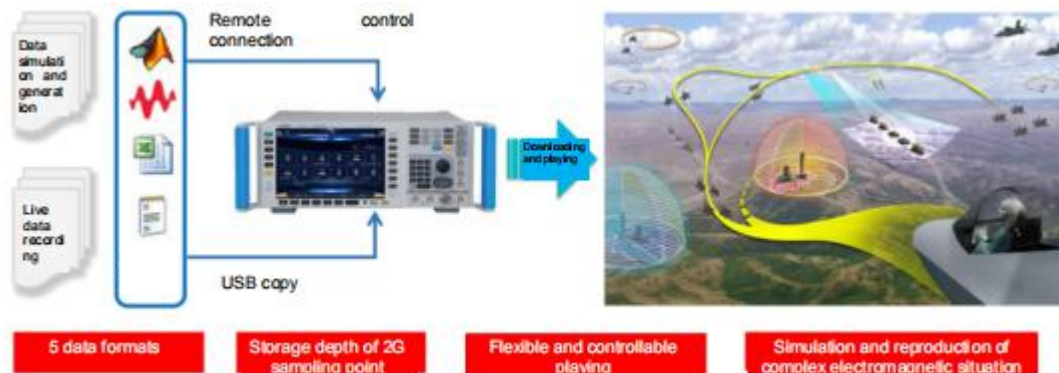 Remote control
connection
Data
simulati
on and
generat
ion
Live
data
recordi
ng
USB copy
Downloading
and playing
5 data formats
Storage depth of 2G
sampling point
Flexible and controllable
playing
Simulation and reproduction of
complex electromagnetic situation